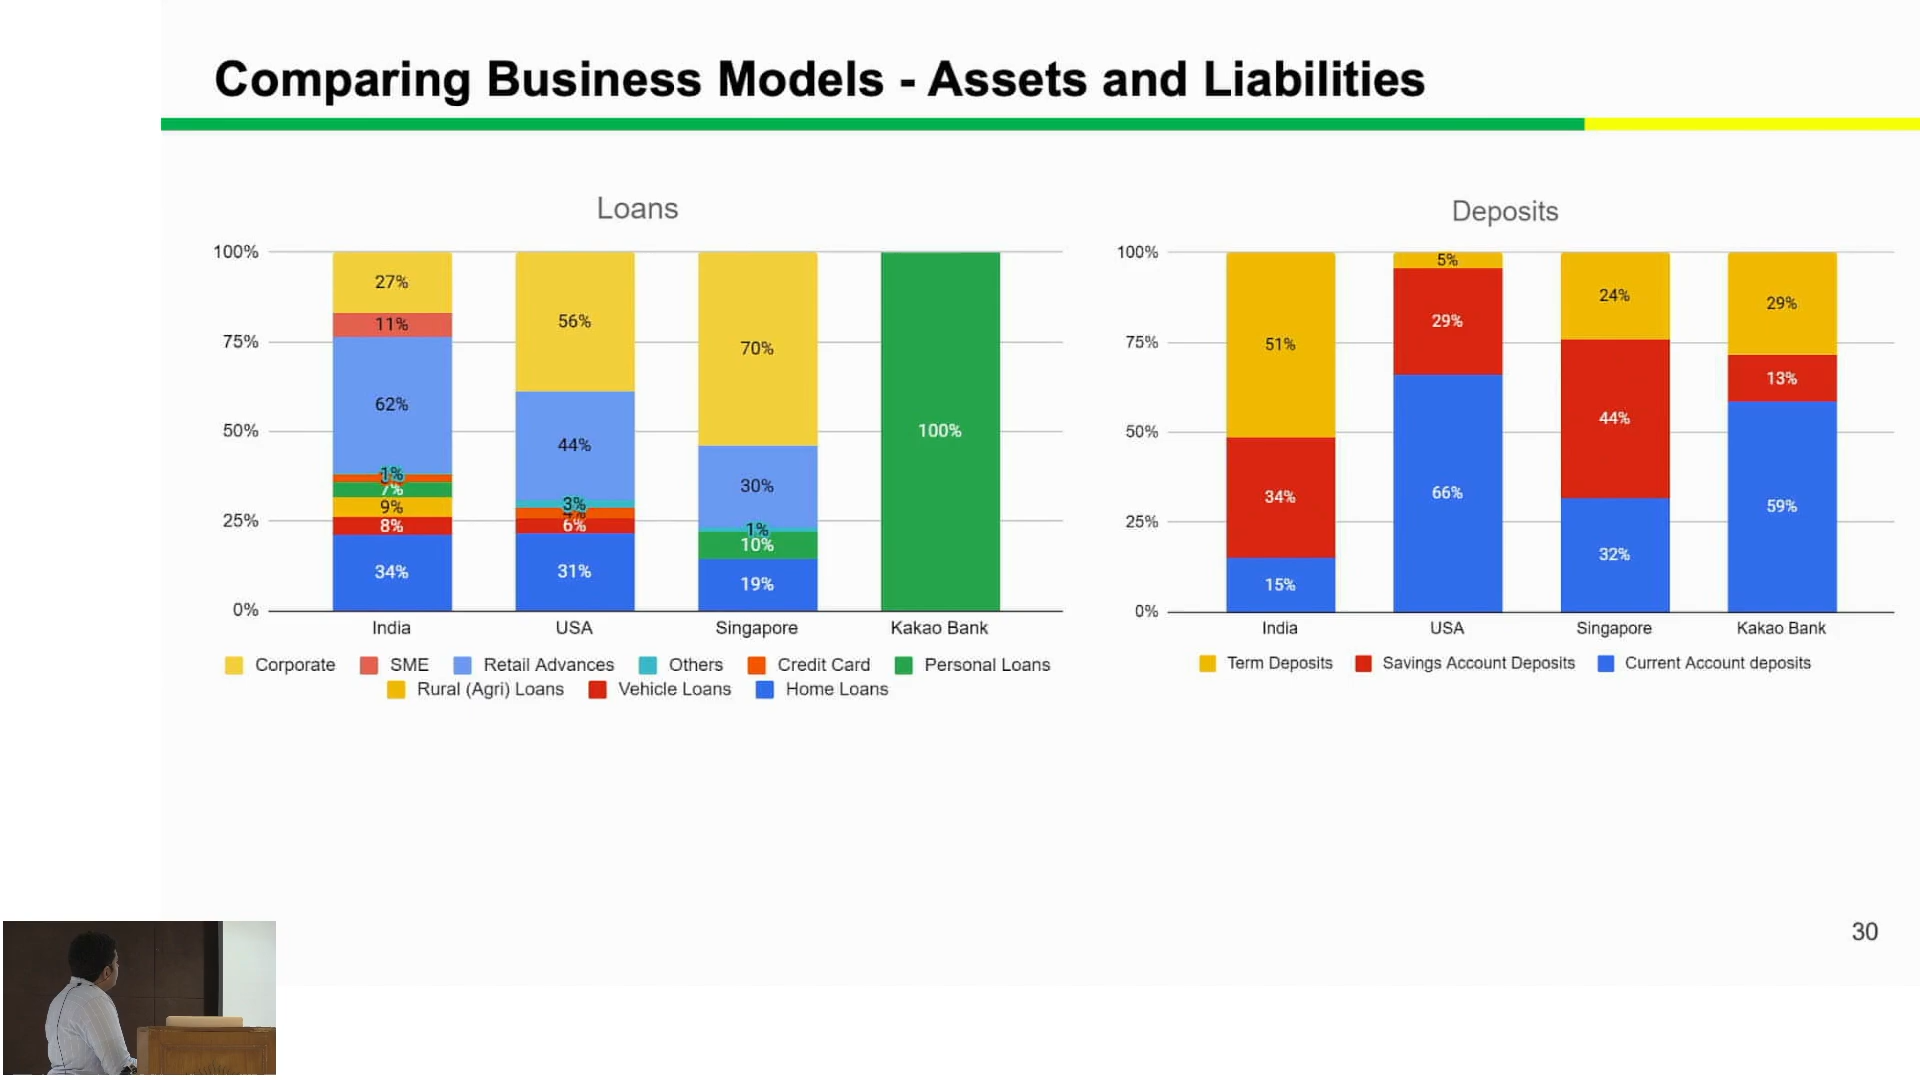 Comparing Business Models - Assets and Liabilities
Loans
100%
75%
50%
25%
0%
27%
11%
62%
1%
7%
9%
8%
34%
56%
44%
3%
6%
31%
70%
30%
1%
10%
19%
100%
India
USA
Singapore
Kakao Bank
Corporate
SME
Retail Advances
Others
Credit Card
Personal Loans
Rural (Agri) Loans
Vehicle Loans
Home Loans
Deposits
100%
75%
50%
25%
0%
51%
34%
15%
5%
29%
66%
24%
44%
32%
29%
13%
59%
India
USA
Singapore
Kakao Bank
Term Deposits
Savings Account Deposits
Current Account deposits
30